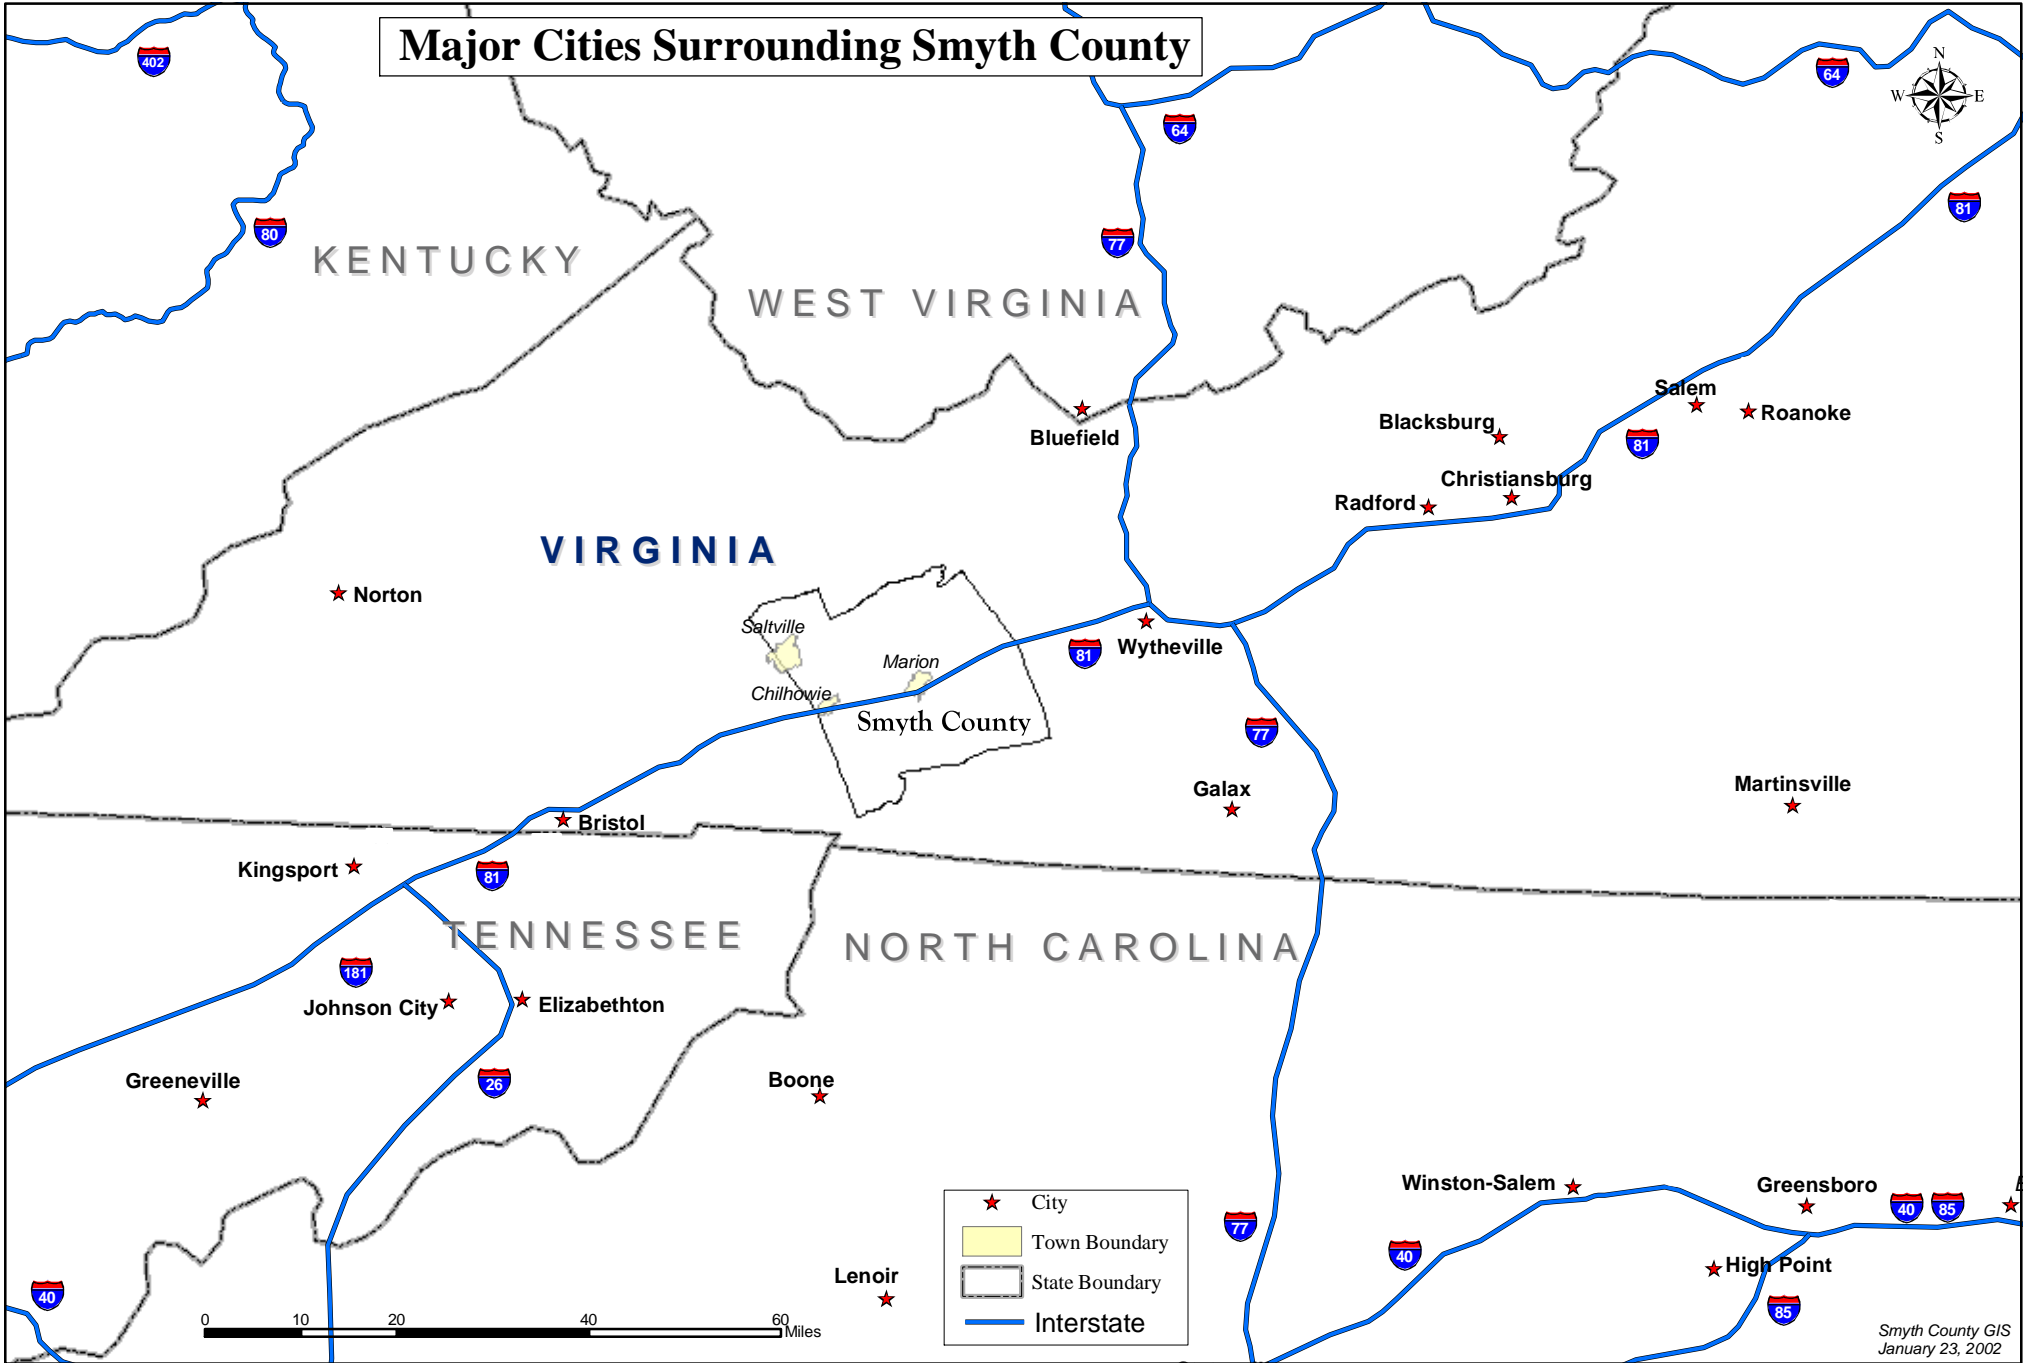 Major Cities Surrounding Smyth County
402
64
N
W E
S
64
81
80
77
KENTUCKY
WEST VIRGINIA
Salem
Blacksburg
Roanoke
Bluefield
81
Christiansburg
Radford
VIRGINIA
Norton
Saltville
Marion
81
Wytheville
Chilhowie
Smyth County
77
Galax
Martinsville
Bristol
Kingsport
81
TENNESSEE
NORTH CAROLINA
181
Johnson City
Elizabethton
Greeneville
26
Boone
Winston-Salem
Greensboro
40
85
77
40
High Point
85
Lenoir
40
0 10 20 40 60
Miles
City
Town Boundary
State Boundary
Interstate
Smyth County GIS
January 23, 2002